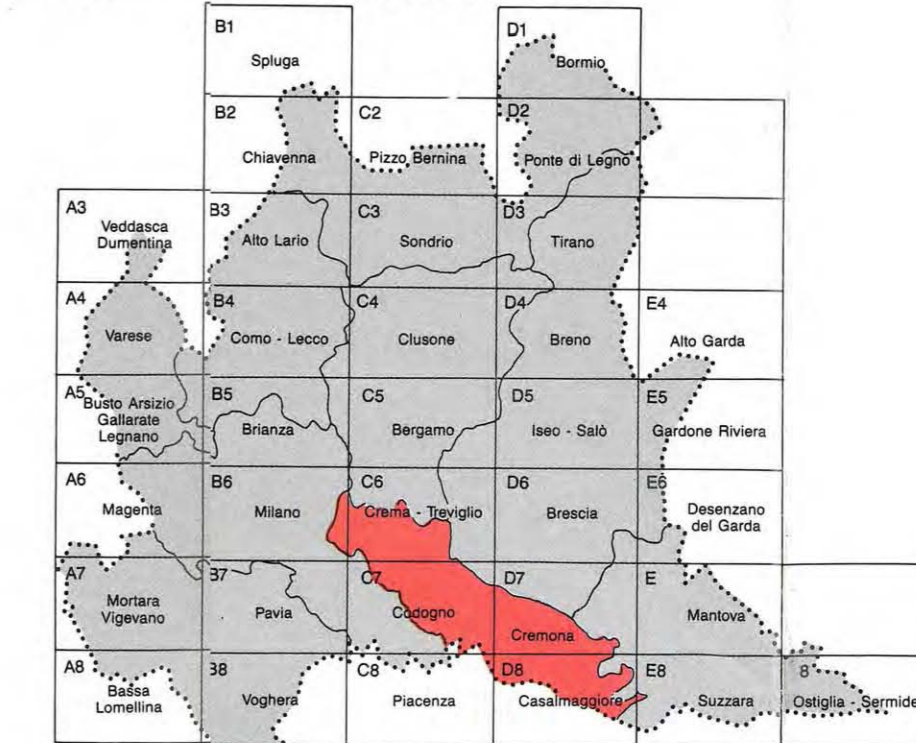 B1
Spluga
D1
Bormio
B2
Chiavenna
C2
Pizzo Bernina
D2
Ponte di Legno
A3
Veddasca
Dumentina
B3
Alto Lario
C3
Sondrio
D3
Tirano
A4
Varese
B4
Como - Lecco
C4
Clusone
D4
Breno
E4
Alto Garda
A5
Busto Arsizio
Gallarate
Legnano
B5
Brianza
C5
Bergamo
D5
Iseo - Salò
E5
Gardone Riviera
A6
Magenta
B6
Milano
C6
Crema - Treviglio
D6
Brescia
E6
Desenzano
del Garda
A7
Mortara
Vigevano
B7
Pavia
C7
Codogno
D7
Cremona
E
Mantova
A8
Bassa
Lomellina
38
Voghera
C8
Piacenza
D8
Casalmaggiore
E8
Suzzara
8
Ostiglia - Sermide